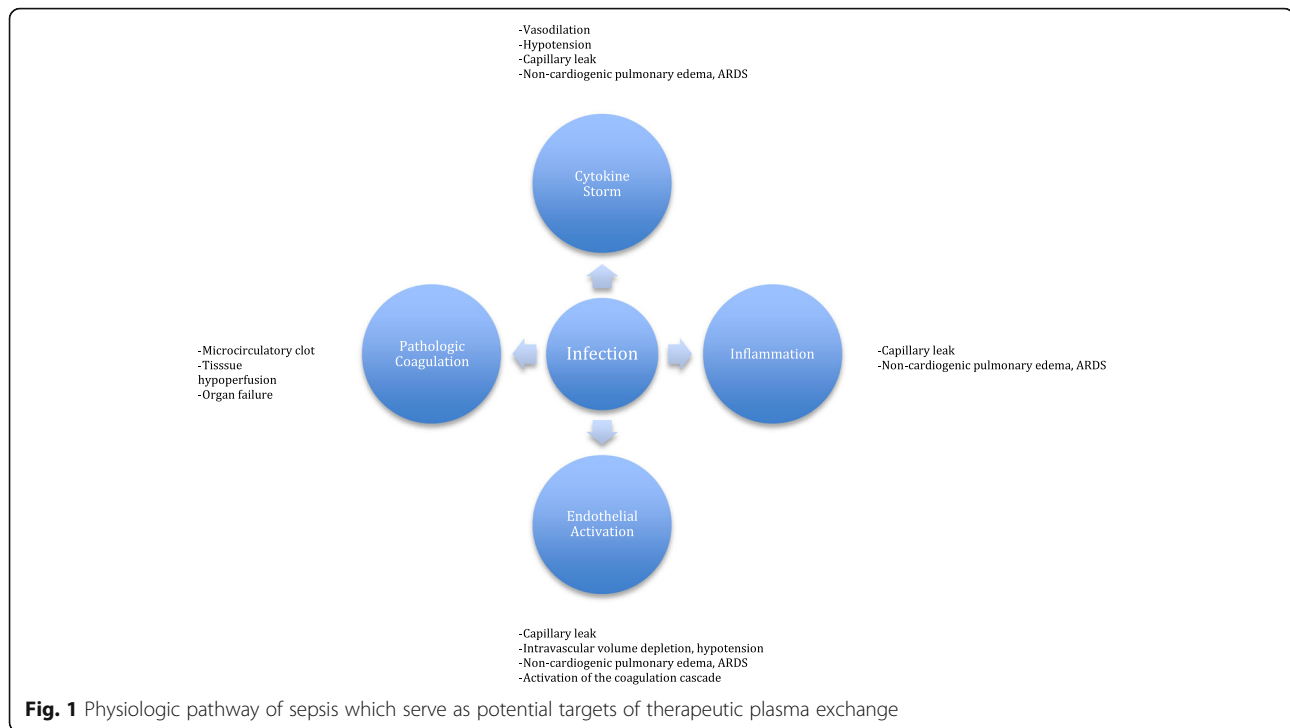 -Vasodilation
-Hypotension
-Capillary leak
-Non-cardiogenic pulmonary edema, ARDS
Cytokine
Storm
-Microcirculatory clot
-Tisssue
hypoperfusion
-Organ failure
Pathologic
Coagulation
Infection
Inflammation
-Capillary leak
-Non-cardiogenic pulmonary edema, ARDS
Endothelial
Activation
-Capillary leak
-Intravascular volume depletion, hypotension
-Non-cardiogenic pulmonary edema, ARDS
-Activation of the coagulation cascade
Fig. 1 Physiologic pathway of sepsis which serve as potential targets of therapeutic plasma exchange